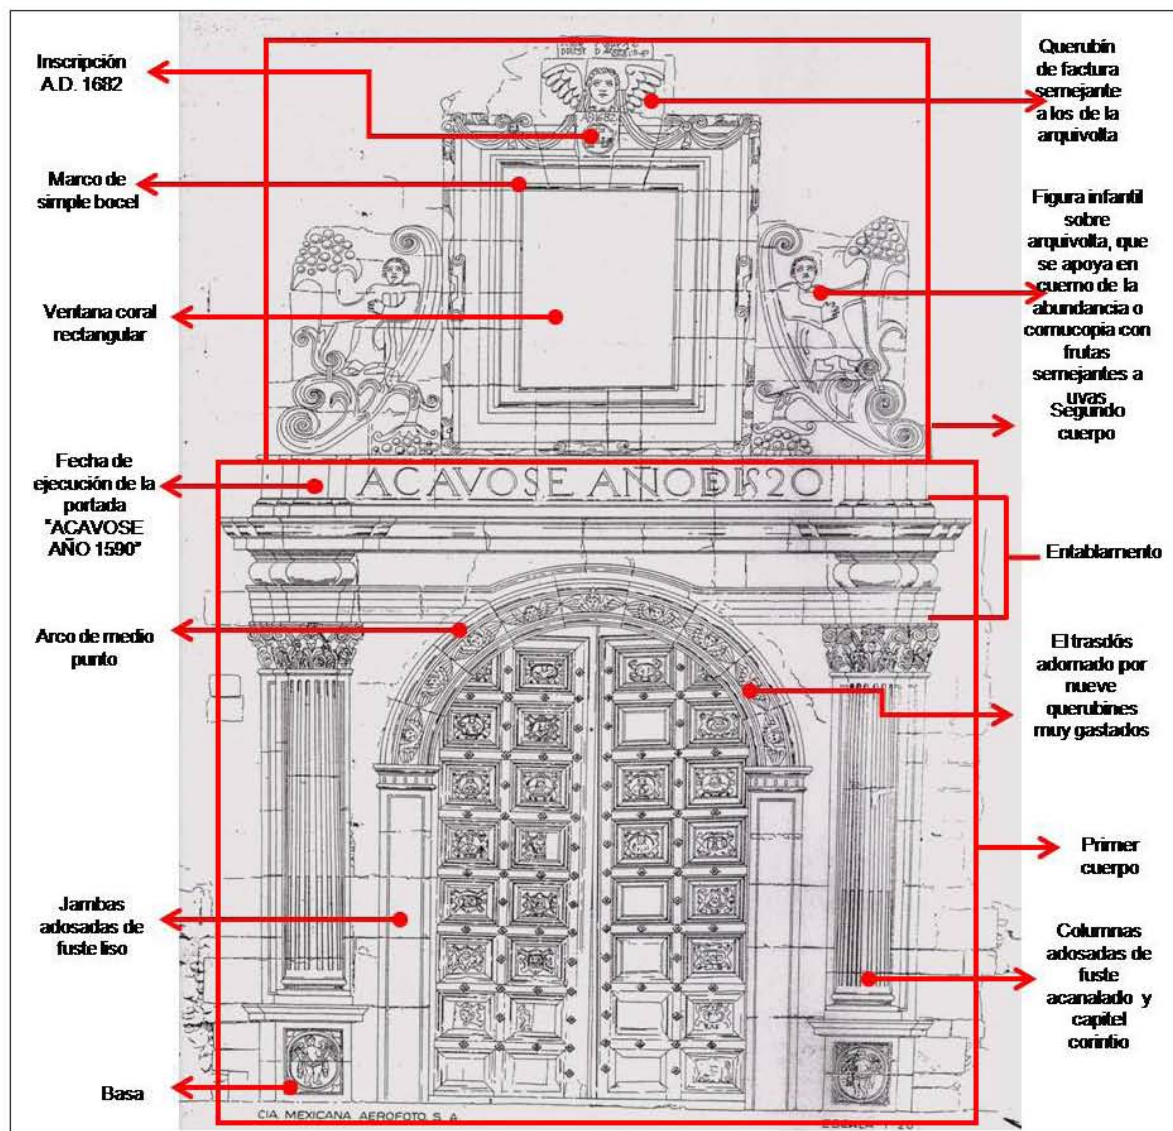 Inscripción
A.D. 1682
Marco de
simple bocel
Ventana coral
rectangular
Fecha de
ejecución de la
portada
"ACAVOSE
AÑO 1590"
Arco de medio
punto
Jambas
adosadas de
fuste liso
Basa
AD1682
ACAVOSE AÑO
CIA MEXICANA AEROFOTO, S. A.
ESCALA 1:20
Querubín
de factura
semejante
a los de la
arquivolta
Figura infantil
sobre
arquivolta, que
se apoya en
cuerno de la
abundancia o
cornucopia con
frutas
semejantes a
uvas
Segundo
cuerpo
Entablamento
El trasdós
adornado por
nueve
querubines
muy gastados
Primer
cuerpo
Columnas
adosadas de
fuste
acanalado y
capitel
corintio